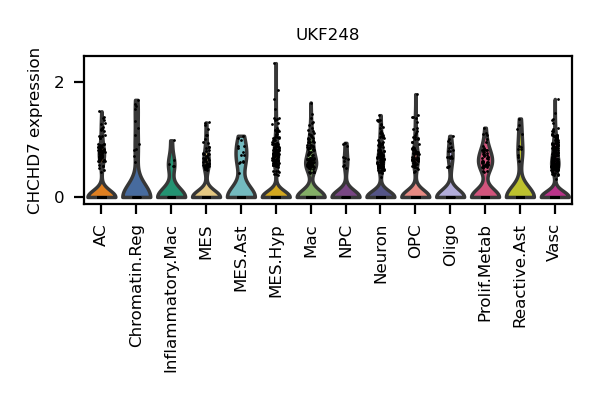 UKF248
CHCHD7 expression
2
0
AC
Chromatin.Reg
Inflammatory.Mac
MES
MES.Ast
MES.Hyp
Mac
NPC
Neuron
OPC
Oligo
Prolif.Metab
Reactive.Ast
Vasc